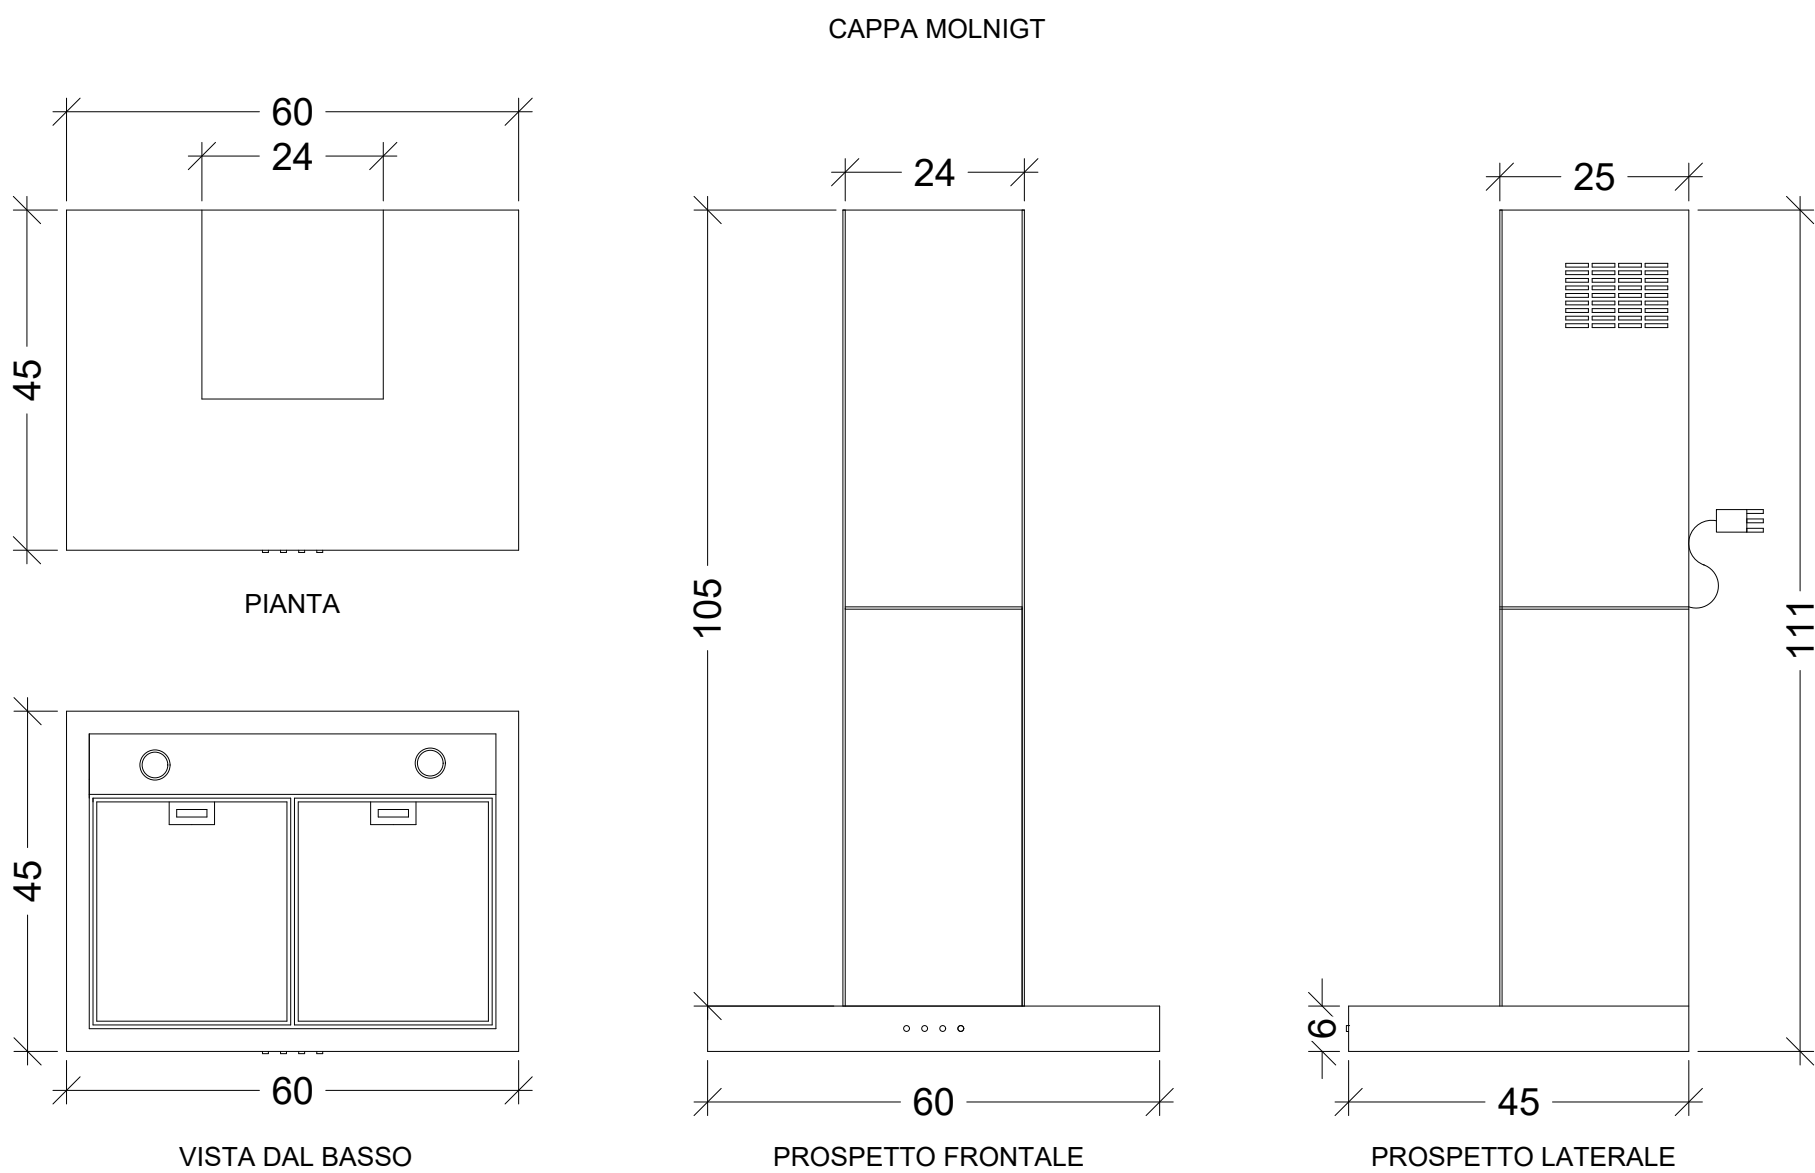 CAPPA MOLNIGT
60
24
45
PIANTA
45
60
VISTA DAL BASSO
24
105
60
PROSPETTO FRONTALE
25
111
6
45
PROSPETTO LATERALE